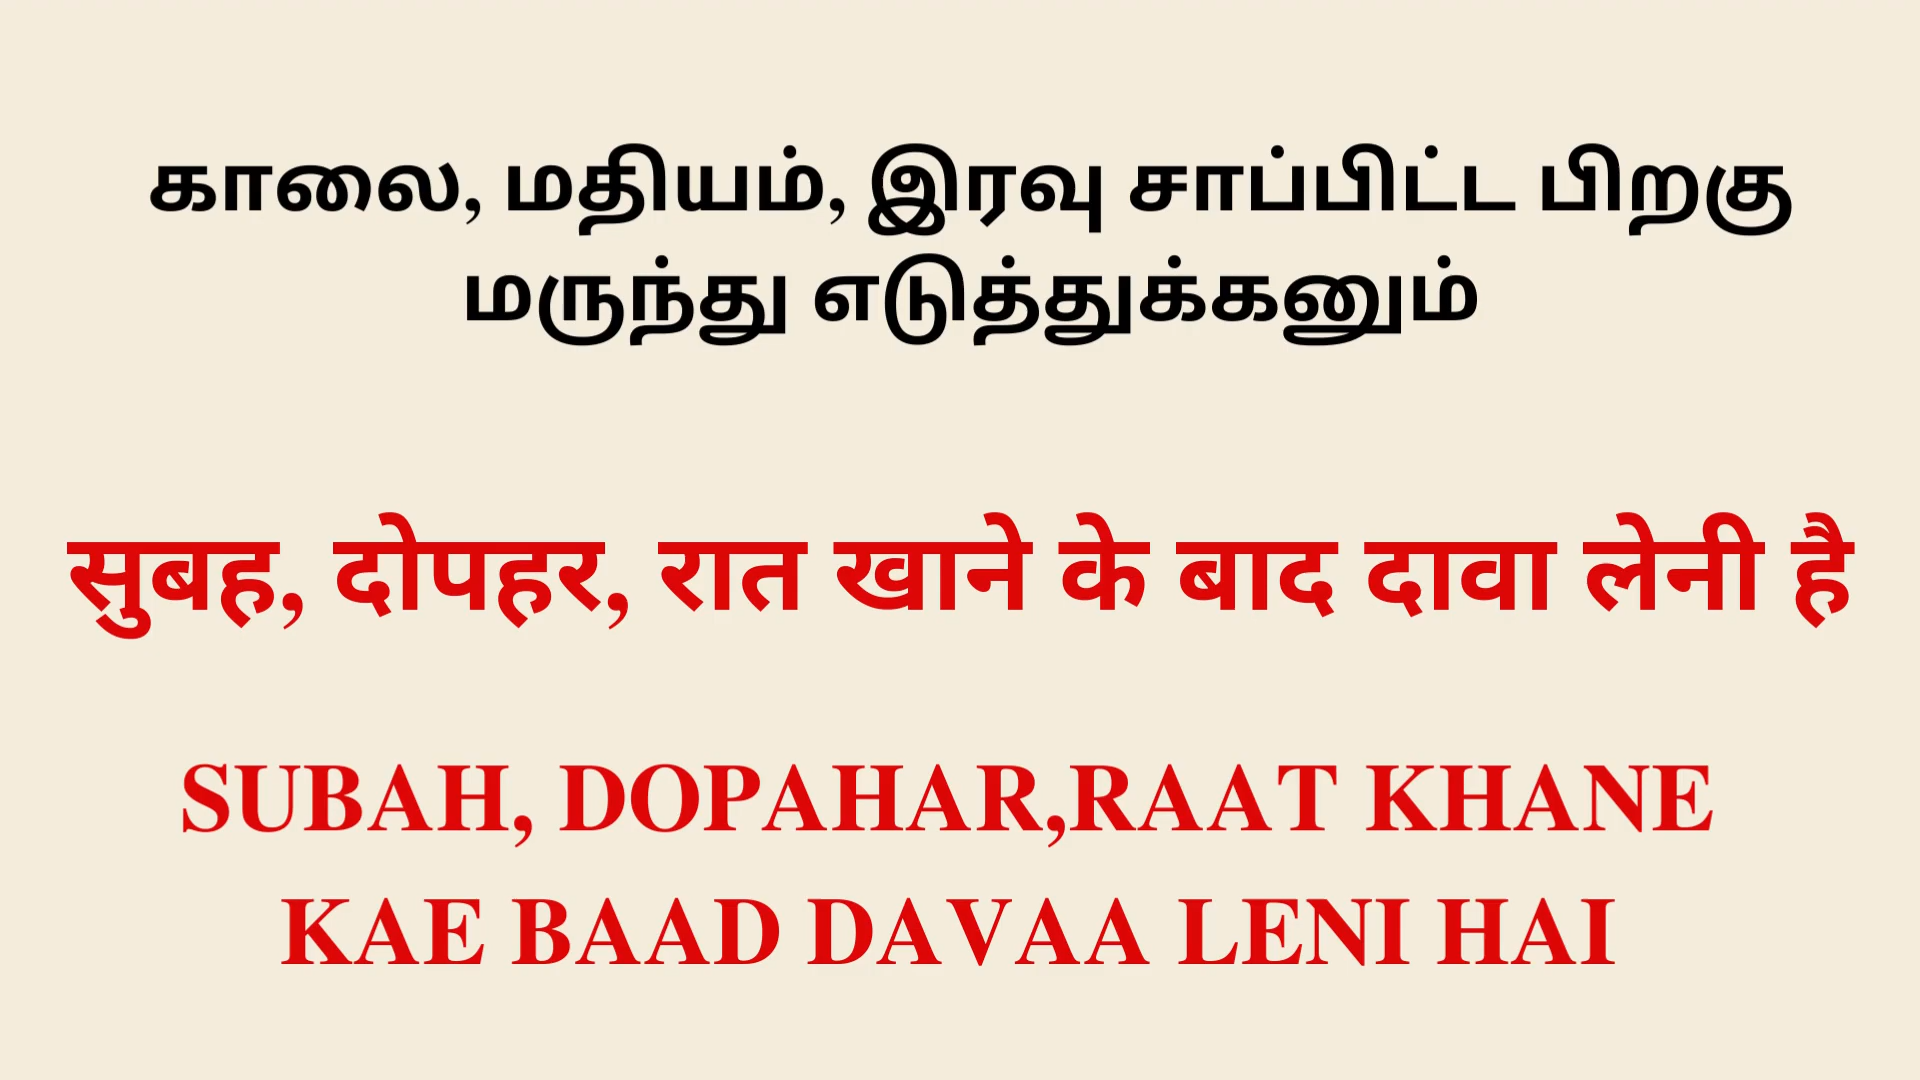 காலை, மதியம், இரவு சாப்பிட்ட பிறகு
மருந்து எடுத்துக்கனும்
सुबह, दोपहर, रात खाने के बाद दावा लेनी है
SUBAH, DOPAHAR,RAAT KHANE
KAE BAAD DAVAA LENI HAI